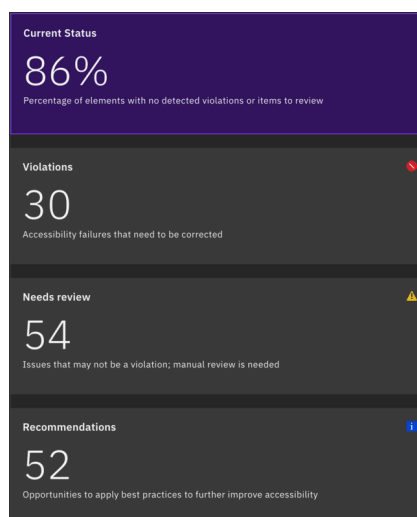 Current Status
86%
Percentage of elements with no detected violations or items to review
Violations
30
Accessibility failures that need to be corrected
Needs review
54
Issues that may not be a violation; manual review is needed
Recommendations
52
Opportunities to apply best practices to further improve accessibility